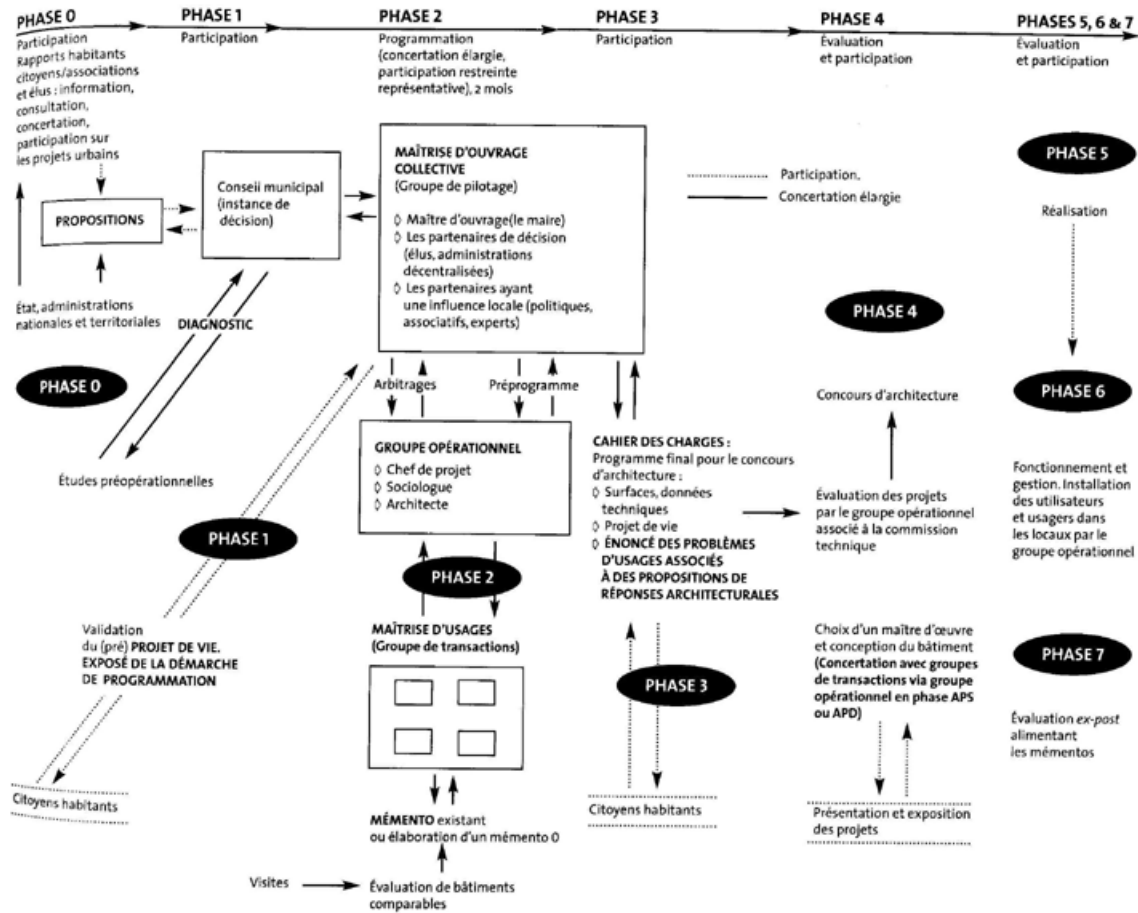 PHASE 0
Participation
Rapports habitants
citoyens/associations
et élus : information,
consultation,
concertation,
participation sur
les projets urbains
PHASE 1
Participation
PHASE 2
Programmation
(concertation élargie,
participation restreinte
représentative), 2 mois
PHASE 3
Participation
PHASE 4
Évaluation
et participation
PHASES 5, 6 & 7
Évaluation
et participation
PROPOSITIONS
État, administrations
nationales et territoriales
PHASE 0
Conseil municipal
(instance de
décision)
DIAGNOSTIC
Études préopérationnelles
PHASE 1
Validation
du (pré) PROJET DE VIE.
EXPOSÉ DE LA DÉMARCHE
DE PROGRAMMATION
Citoyens habitants
MAÎTRISE D'OUVRAGE
COLLECTIVE
(Groupe de pilotage)
◊ Maître d'ouvrage(le maire)
◊ Les partenaires de décision
(élus, administrations
décentralisées)
◊ Les partenaires ayant
une influence locale (politiques,
associatifs, experts)
Arbitrages
Préprogramme
GROUPE OPÉRATIONNEL
◊ Chef de projet
◊ Sociologue
◊ Architecte
PHASE 2
MAÎTRISE D'USAGES
(Groupe de transactions)
MÉMENTO existant
ou élaboration d'un mémento 0
Visites
Évaluation de bâtiments
comparables
Participation.
Concertation élargie
CAHIER DES CHARGES :
Programme final pour le concours
d'architecture :
◊ Surfaces, données
techniques
◊ Projet de vie
◊ ÉNONCÉ DES PROBLÈMES
D'USAGES ASSOCIÉS
À DES PROPOSITIONS DE
RÉPONSES ARCHITECTURALES
PHASE 3
Citoyens habitants
PHASE 4
Concours d'architecture
Évaluation des projets
par le groupe opérationnel
associé à la commission
technique
Choix d'un maître d'œuvre
et conception du bâtiment
(Concertation avec groupes
de transactions via groupe
opérationnel en phase APS
ou APD)
Présentation et exposition
des projets
PHASE 5
Réalisation
PHASE 6
Fonctionnement et
gestion. Installation
des utilisateurs
et usagers dans
les locaux par le
groupe opérationnel
PHASE 7
Évaluation ex-post
alimentant
les mémentos